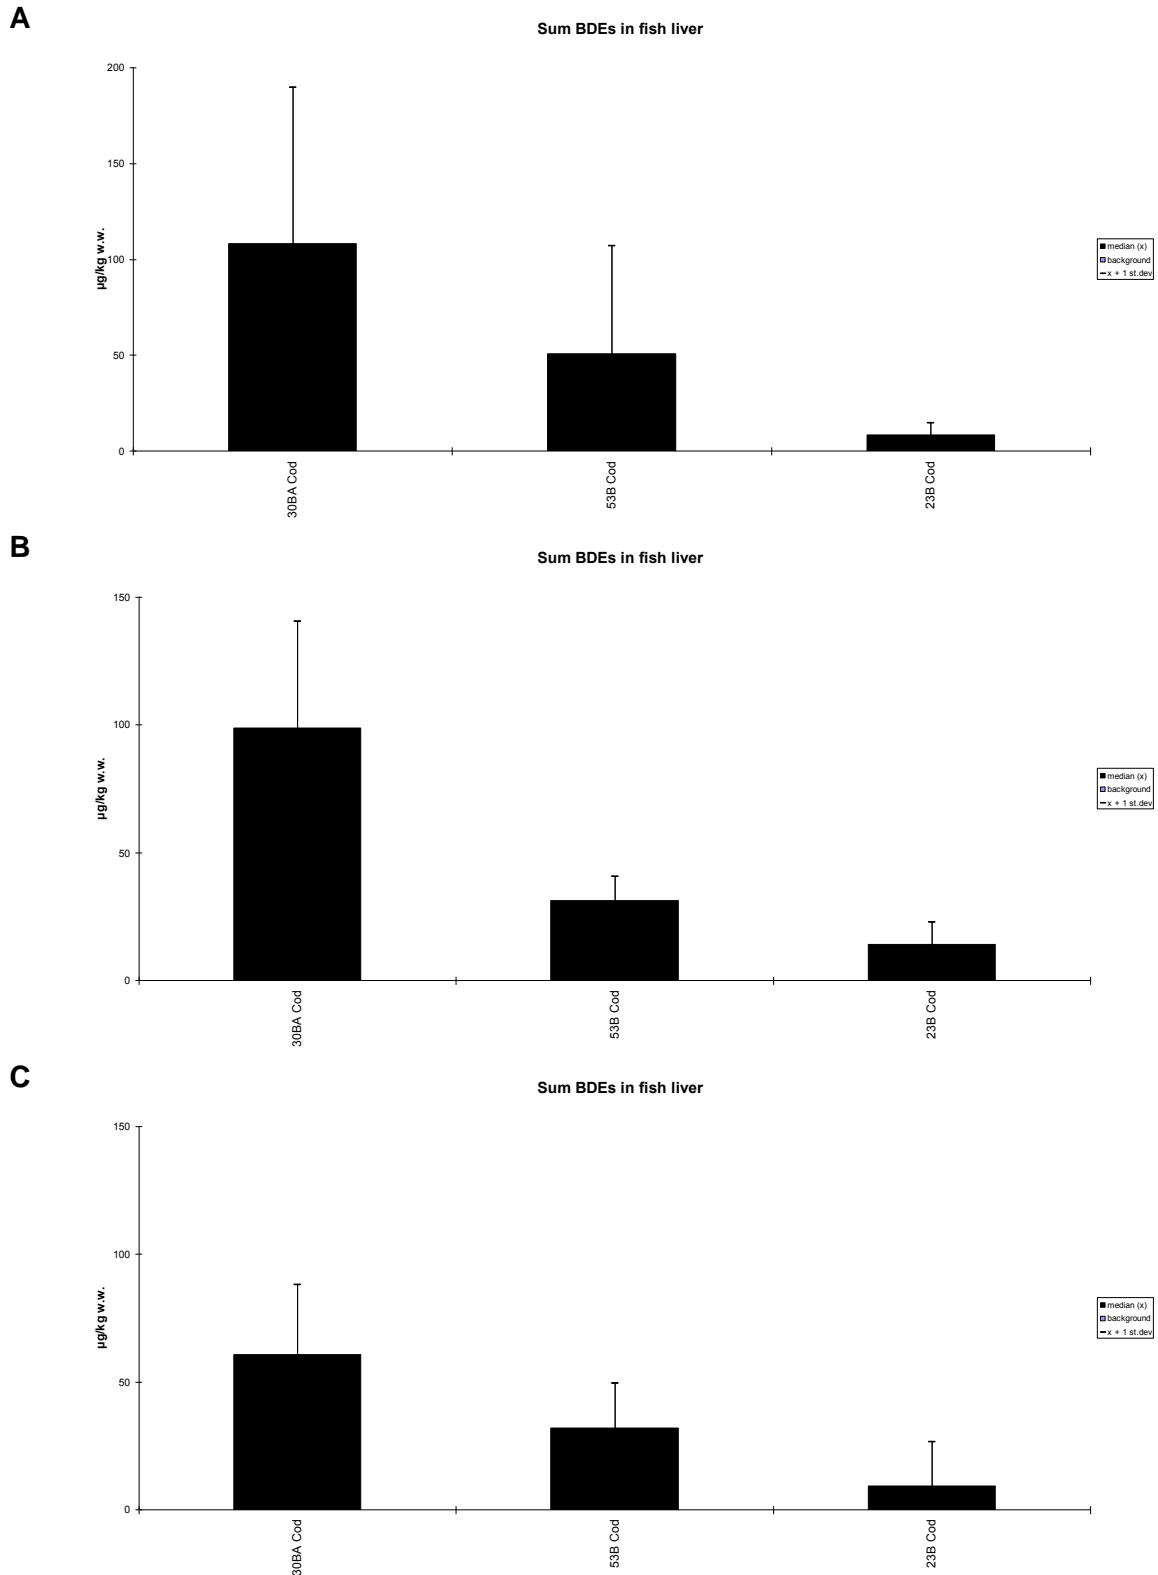 A
Sum BDEs in fish liver
200
150
100
50
0
µg/kg w.w.
30BA Cod
53B Cod
23B Cod
median (x)
background
x + 1 st.dev
B
Sum BDEs in fish liver
150
100
50
0
µg/kg w.w.
30BA Cod
53B Cod
23B Cod
median (x)
background
x + 1 st.dev
C
Sum BDEs in fish liver
150
100
50
0
µg/kg w.w.
30BA Cod
53B Cod
23B Cod
median (x)
background
x + 1 st.dev